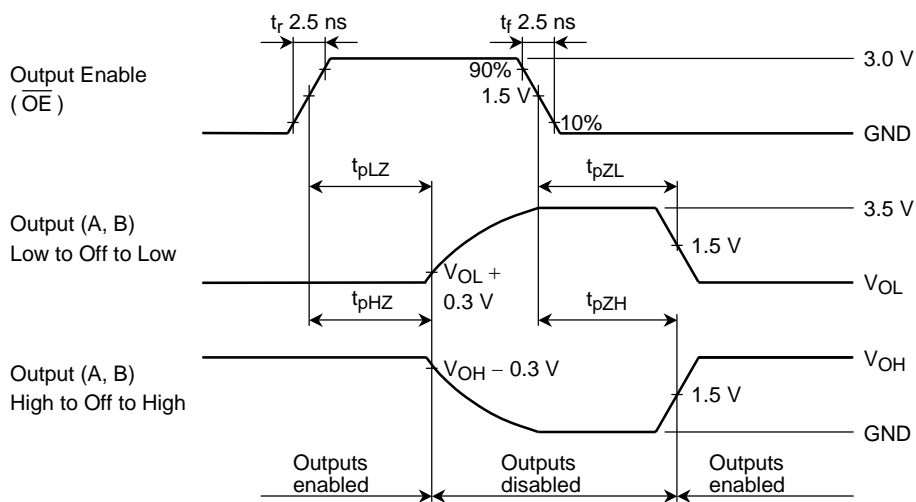 tr 2.5 ns
tf 2.5 ns
Output Enable
( OE )
90%
1.5 V
10%
3.0 V
GND
tpLZ
tpZL
Output (A, B)
Low to Off to Low
3.5 V
1.5 V
VOL +
0.3 V
VOL
tpHZ
tpZH
Output (A, B)
High to Off to High
VOH − 0.3 V
VOH
1.5 V
GND
Outputs
enabled
Outputs
disabled
Outputs
enabled